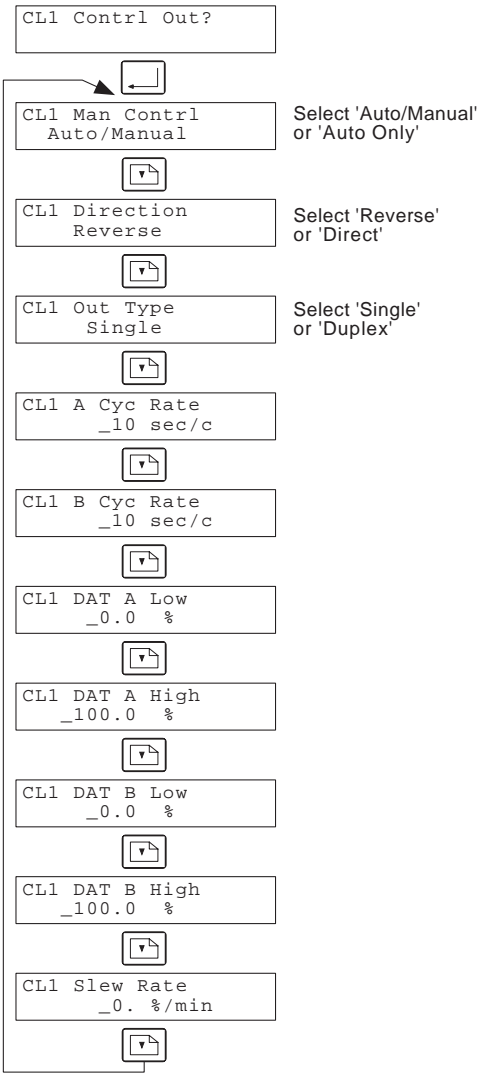 CL1 Contrl Out?
CL1 Man Contrl
Auto/Manual
Select 'Auto/Manual'
or 'Auto Only'
CL1 Direction
Reverse
Select 'Reverse'
or 'Direct'
CL1 Out Type
Single
Select 'Single'
or 'Duplex'
CL1 A Cyc Rate
_10 sec/c
CL1 B Cyc Rate
_10 sec/c
CL1 DAT A Low
_0.0 %
CL1 DAT A High
_100.0 %
CL1 DAT B Low
_0.0 %
CL1 DAT B High
_100.0 %
CL1 Slew Rate
_0. %/min